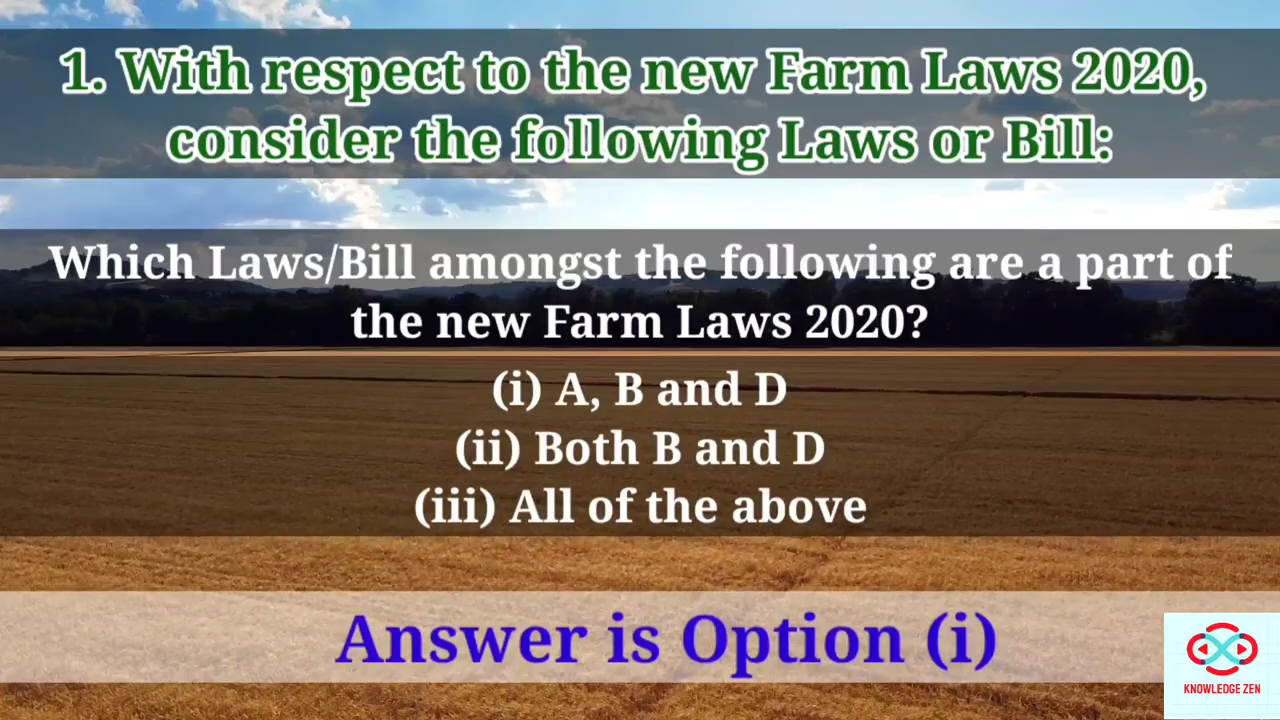 1. With respect to the new Farm Laws 2020,
consider the following Laws or Bill:
Which Laws/Bill amongst the following are a part of
the new Farm Laws 2020?
(i) A, B and D
(ii) Both B and D
(iii) All of the above
Answer is Option (i)
KNOWLEDGE ZEN